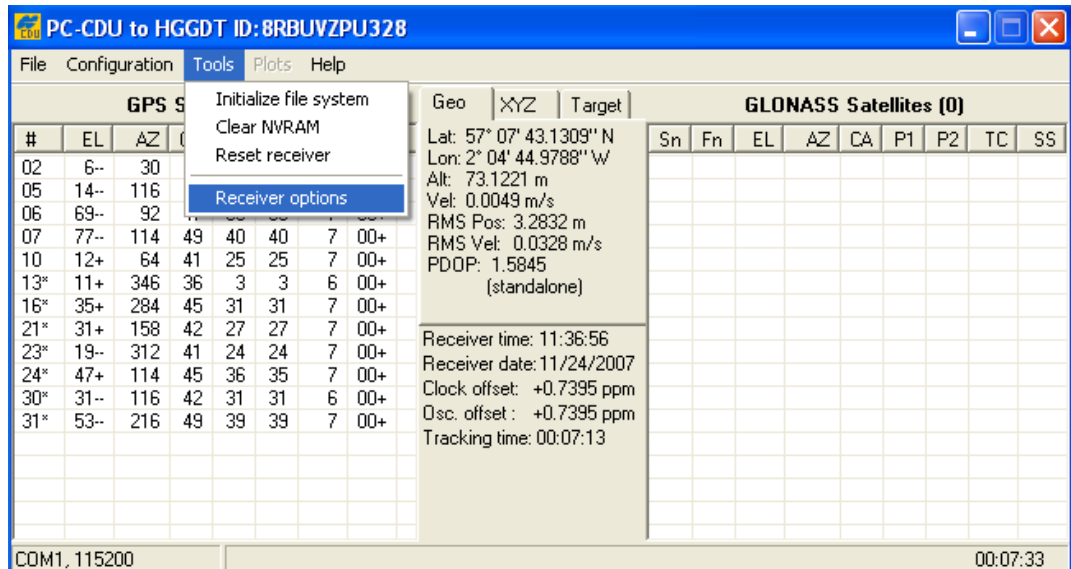 PC-CDU to HGGDT ID:8RBUVZPU328
File Configuration Tools Plots Help
Initialize file system
Clear NVRAM
Reset receiver
Receiver options
GPS S
# EL AZ
02 6-- 30
05 14-- 116
06 69-- 92
07 77-- 114 49 40 40 7 00+
10 12+ 64 41 25 25 7 00+
13* 11+ 346 36 3 3 6 00+
16* 35+ 284 45 31 31 7 00+
21* 31+ 158 42 27 27 7 00+
23* 19-- 312 41 24 24 7 00+
24* 47+ 114 45 36 35 7 00+
30* 31-- 116 42 31 31 6 00+
31* 53-- 216 49 39 39 7 00+
Geo XYZ Target
Lat: 57° 07' 43.1309'' N
Lon: 2° 04' 44.9788'' W
Alt: 73.1221 m
Vel: 0.0049 m/s
RMS Pos: 3.2832 m
RMS Vel: 0.0328 m/s
PDOP: 1.5845
(standalone)
Receiver time: 11:36:56
Receiver date: 11/24/2007
Clock offset: +0.7395 ppm
Osc. offset : +0.7395 ppm
Tracking time: 00:07:13
GLONASS Satellites (0)
Sn Fn EL AZ CA P1 P2 TC SS
COM1, 115200
00:07:33